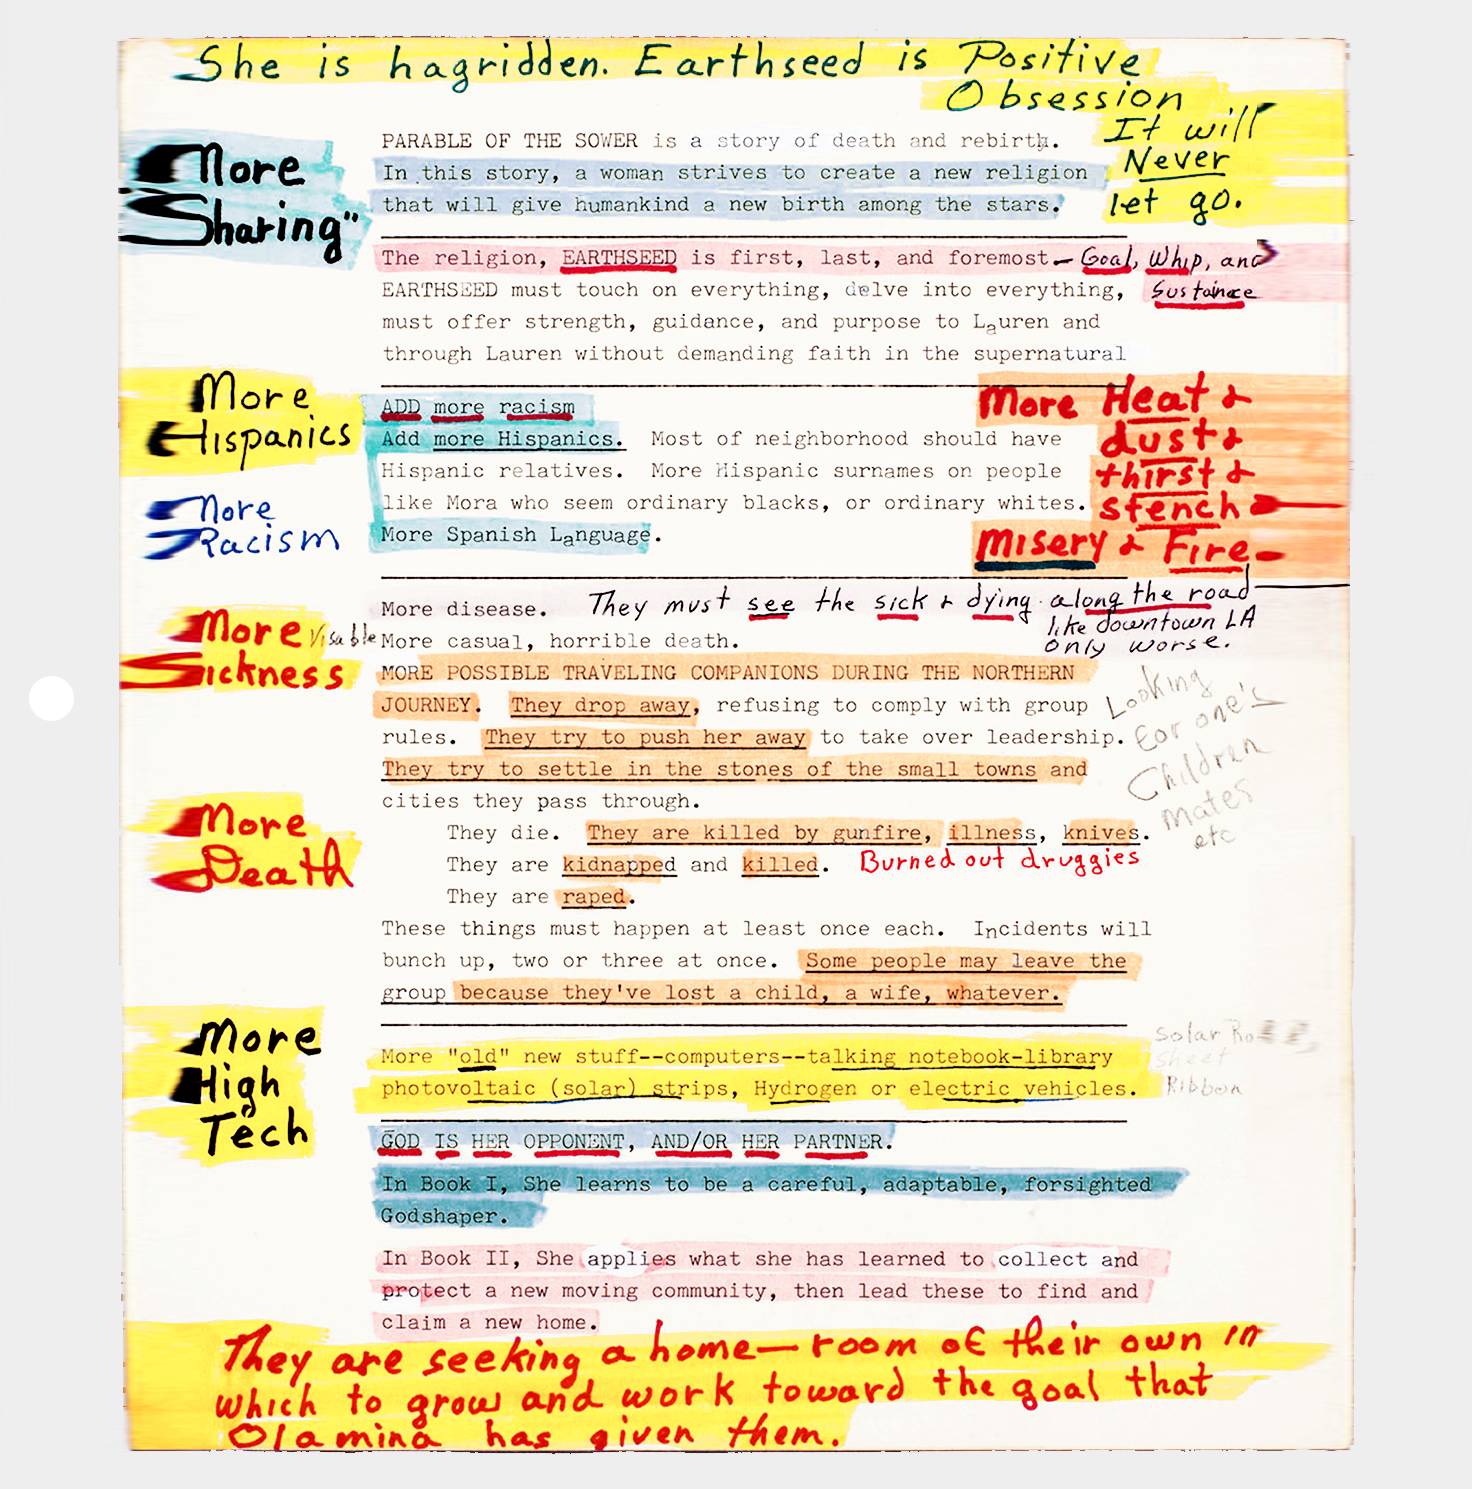 She is hagridden. Earthseed is Positive
Obsession
It will
Never
let go.
More
Sharing"
PARABLE OF THE SOWER is a story of death and rebirth.
In this story, a woman strives to create a new religion
that will give humankind a new birth among the stars.
The religion, EARTHSEED is first, last, and foremost— Goal, Whip, and
Sustaince
EARTHSEED must touch on everything, delve into everything,
must offer strength, guidance, and purpose to Lauren and
through Lauren without demanding faith in the supernatural
More
Hispanics
More
Racism
ADD more racism
Add more Hispanics. Most of neighborhood should have
Hispanic relatives. More Hispanic surnames on people
like Mora who seem ordinary blacks, or ordinary whites.
More Spanish Language.
More Heat &
dust &
thirst &
stench
Misery & Fire
More Visable
Sickness
More disease. They must see the sick & dying along the road
like downtown LA
only worse.
More casual, horrible death.
MORE POSSIBLE TRAVELING COMPANIONS DURING THE NORTHERN
JOURNEY. They drop away, refusing to comply with group
rules. They try to push her away to take over leadership.
They try to settle in the stones of the small towns and
cities they pass through.
Looking
For one's
Children
mates
etc
More
Death
They die. They are killed by gunfire, illness, knives.
They are kidnapped and killed. Burned out druggies
They are raped.
These things must happen at least once each. Incidents will
bunch up, two or three at once. Some people may leave the
group because they've lost a child, a wife, whatever.
More
High
Tech
More "old" new stuff--computers--talking notebook-library
photovoltaic (solar) strips, Hydrogen or electric vehicles.
Solar
Sheet
Ribbon
GOD IS HER OPPONENT, AND/OR HER PARTNER.
In Book I, She learns to be a careful, adaptable, forsighted
Godshaper.
In Book II, She applies what she has learned to collect and
protect a new moving community, then lead these to find and
claim a new home.
They are seeking a home—room of their own in
which to grow and work toward the goal that
Olamina has given them.